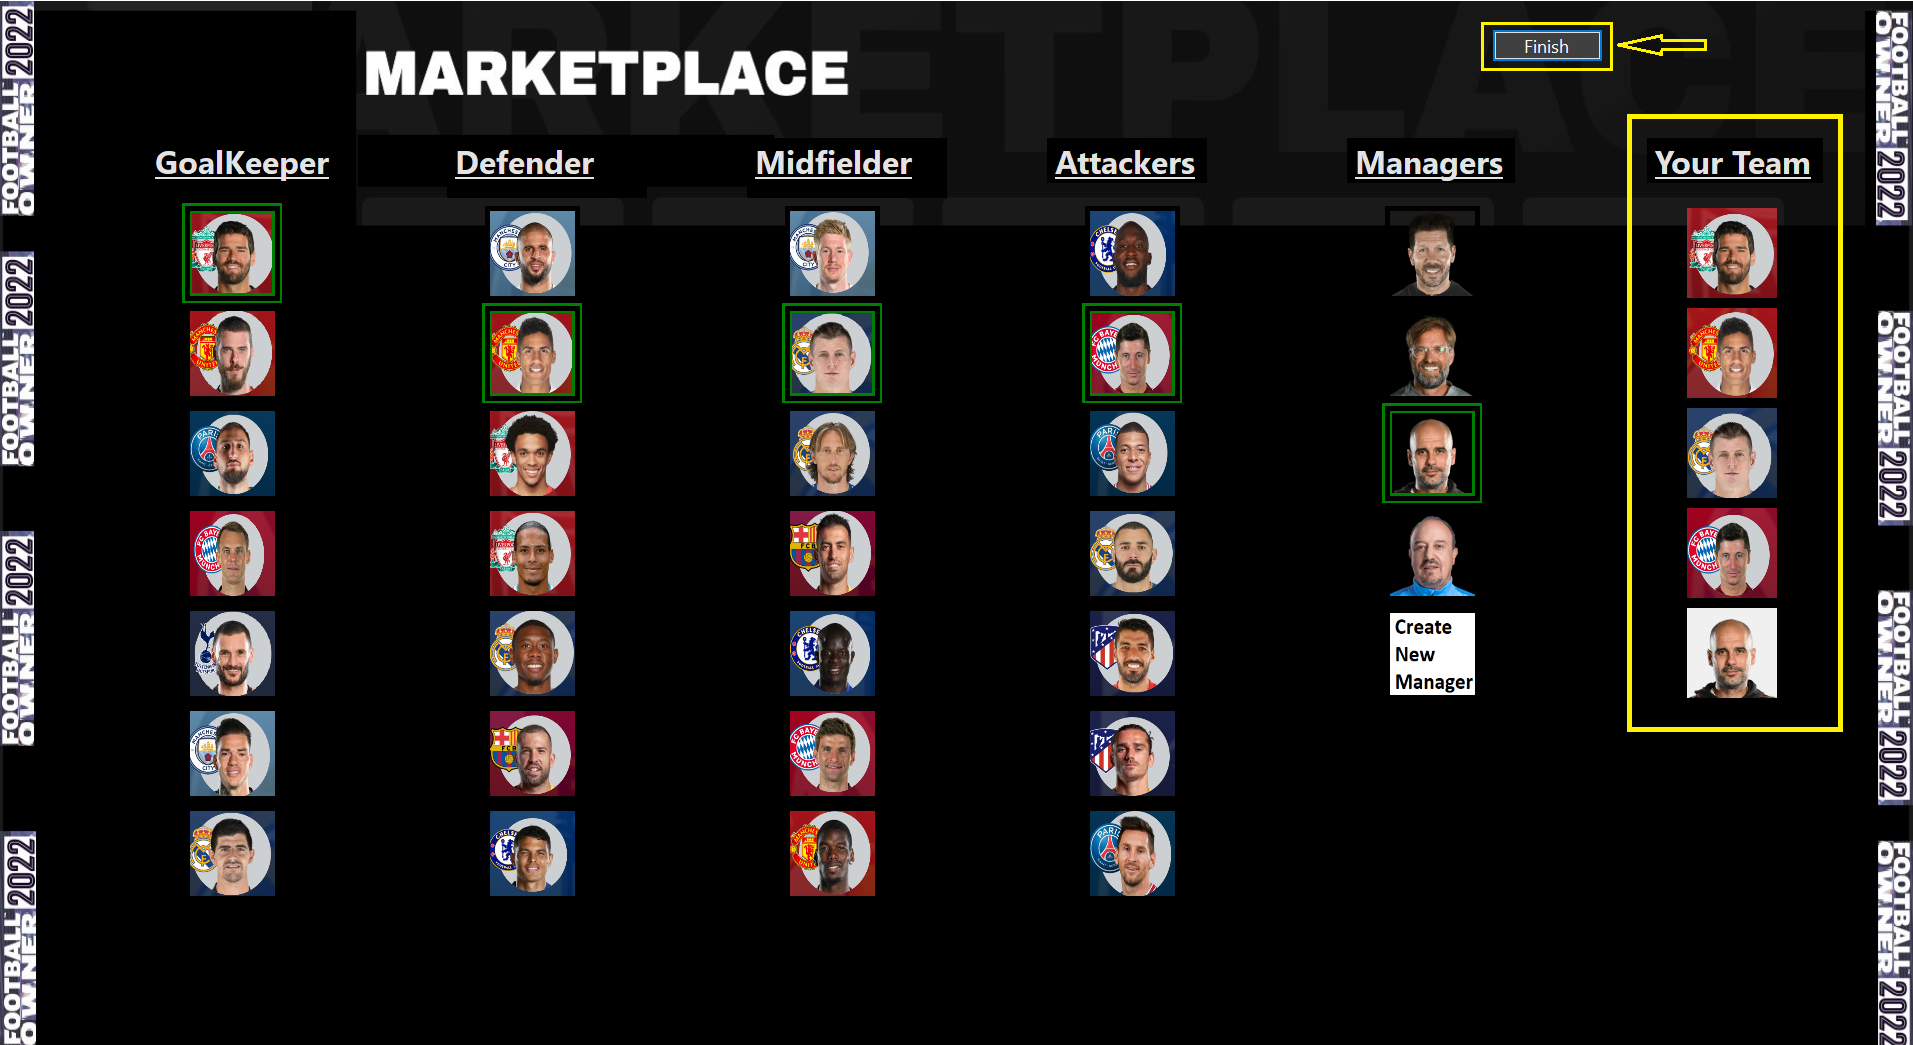 MARKETPLACE
Finish
GoalKeeper
Defender
Midfielder
Attackers
Managers
Your Team
Create
New
Manager
FOOTBALL 2022
OWNER
FOOTBALL 2022
OWNER
FOOTBALL 2022
OWNER
FOOTBALL 2022
OWNER
FOOTBALL
OWNER 2022
FOOTBALL
OWNER 2022
FOOTBALL
OWNER 2022
FOOTBALL
OWNER 2022